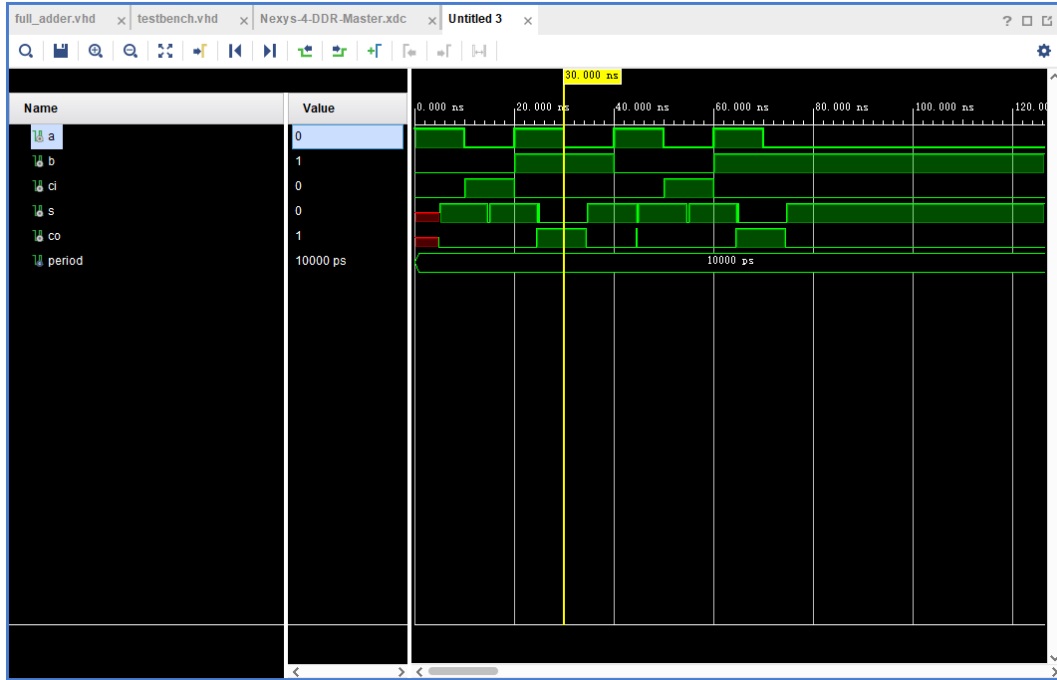 full_adder.vhd × testbench.vhd × Nexys-4-DDR-Master.xdc × Untitled 3 × ?
30.000 ns
Name Value 0.000 ns 20.000 ns 40.000 ns 60.000 ns 80.000 ns 100.000 ns 120.00
a 0
b 1
ci 0
s 0
co 1
period 10000 ps 10000 ps